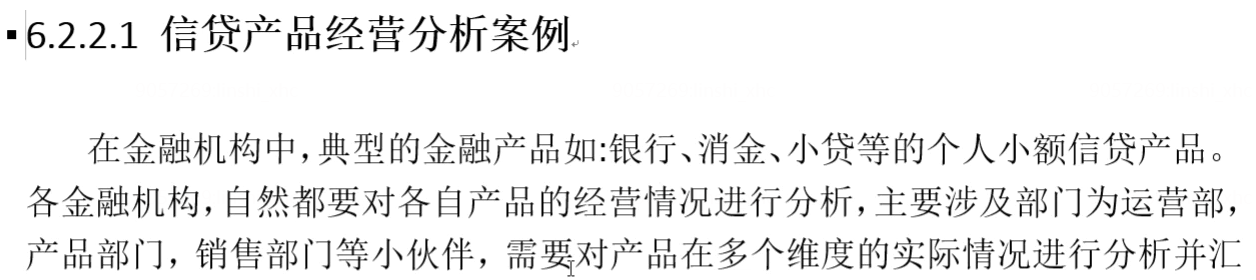 6.2.2.1 信贷产品经营分析案例
在金融机构中,典型的金融产品如:银行、消金、小贷等的个人小额信贷产品。
各金融机构,自然都要对各自产品的经营情况进行分析,主要涉及部门为运营部,
产品部门，销售部门等小伙伴，需要对产品在多个维度的实际情况进行分析并汇